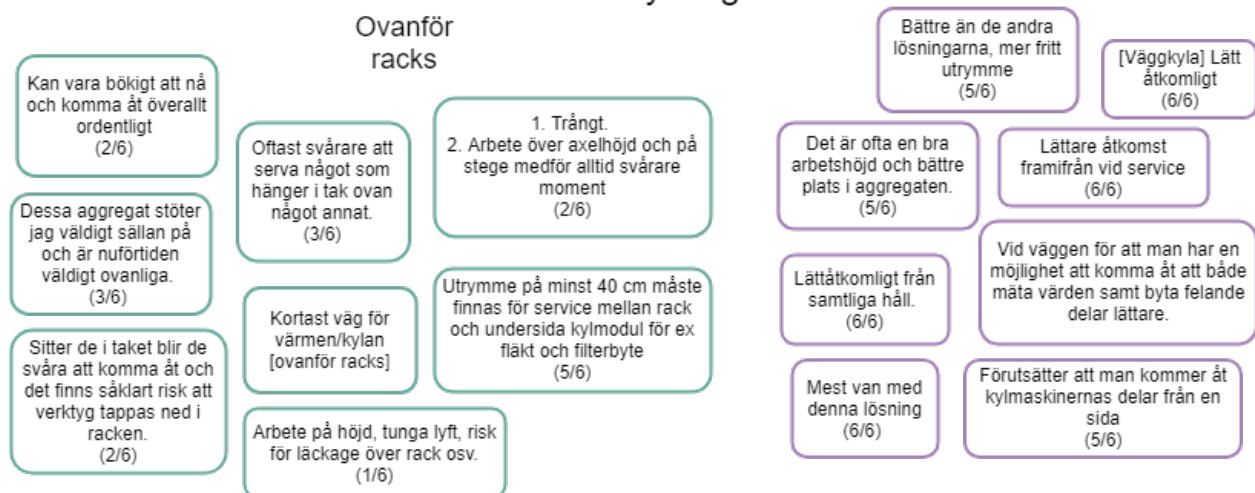 Ovanför
racks
Kan vara bökigt att nå
och komma åt överallt
ordentligt
(2/6)
Oftast svårare att
serva något som
hänger i tak ovan
något annat.
(3/6)
1. Trångt.
2. Arbete över axelhöjd och på
stege medför alltid svårare
moment
(2/6)
Dessa aggregat stöter
jag väldigt sällan på
och är nuförtiden
väldigt ovanliga.
(3/6)
Kortast väg för
värmen/kylan
[ovanför racks]
Utrymme på minst 40 cm måste
finnas för service mellan rack
och undersida kylmodul för ex
fläkt och filterbyte
(5/6)
Sitter de i taket blir de
svåra att komma åt och
det finns såklart risk att
verktyg tappas ned i
racken.
(2/6)
Arbete på höjd, tunga lyft, risk
för läckage över rack osv.
(1/6)
Bättre än de andra
lösningarna, mer fritt
utrymme
(5/6)
[Väggkyla] Lätt
åtkomligt
(6/6)
Det är ofta en bra
arbetshöjd och bättre
plats i aggregaten.
(5/6)
Lättare åtkomst
framifrån vid service
(6/6)
Lättåtkomligt från
samtliga håll.
(6/6)
Vid väggen för att man har en
möjlighet att komma åt att både
mäta värden samt byta felande
delar lättare.
Mest van med
denna lösning
(6/6)
Förutsätter att man kommer åt
kylmaskinernas delar från en
sida
(5/6)